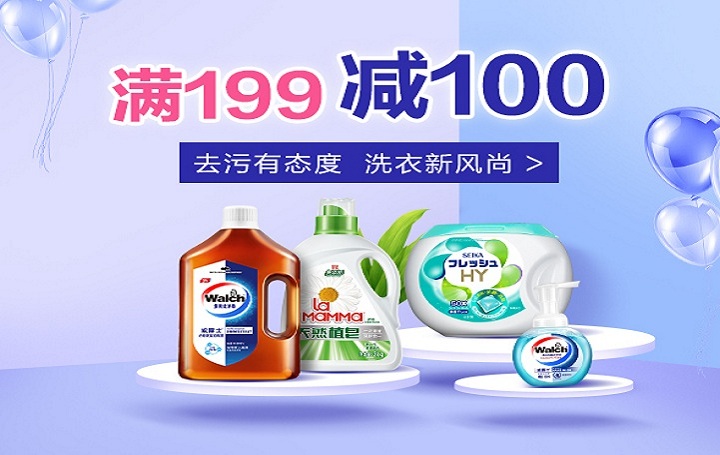 满199 减100
去污有态度 洗衣新风尚 >
Walch
威露士
la
MAMMA
天然植皂
SEIXA
フレッシュ
HY
Walch